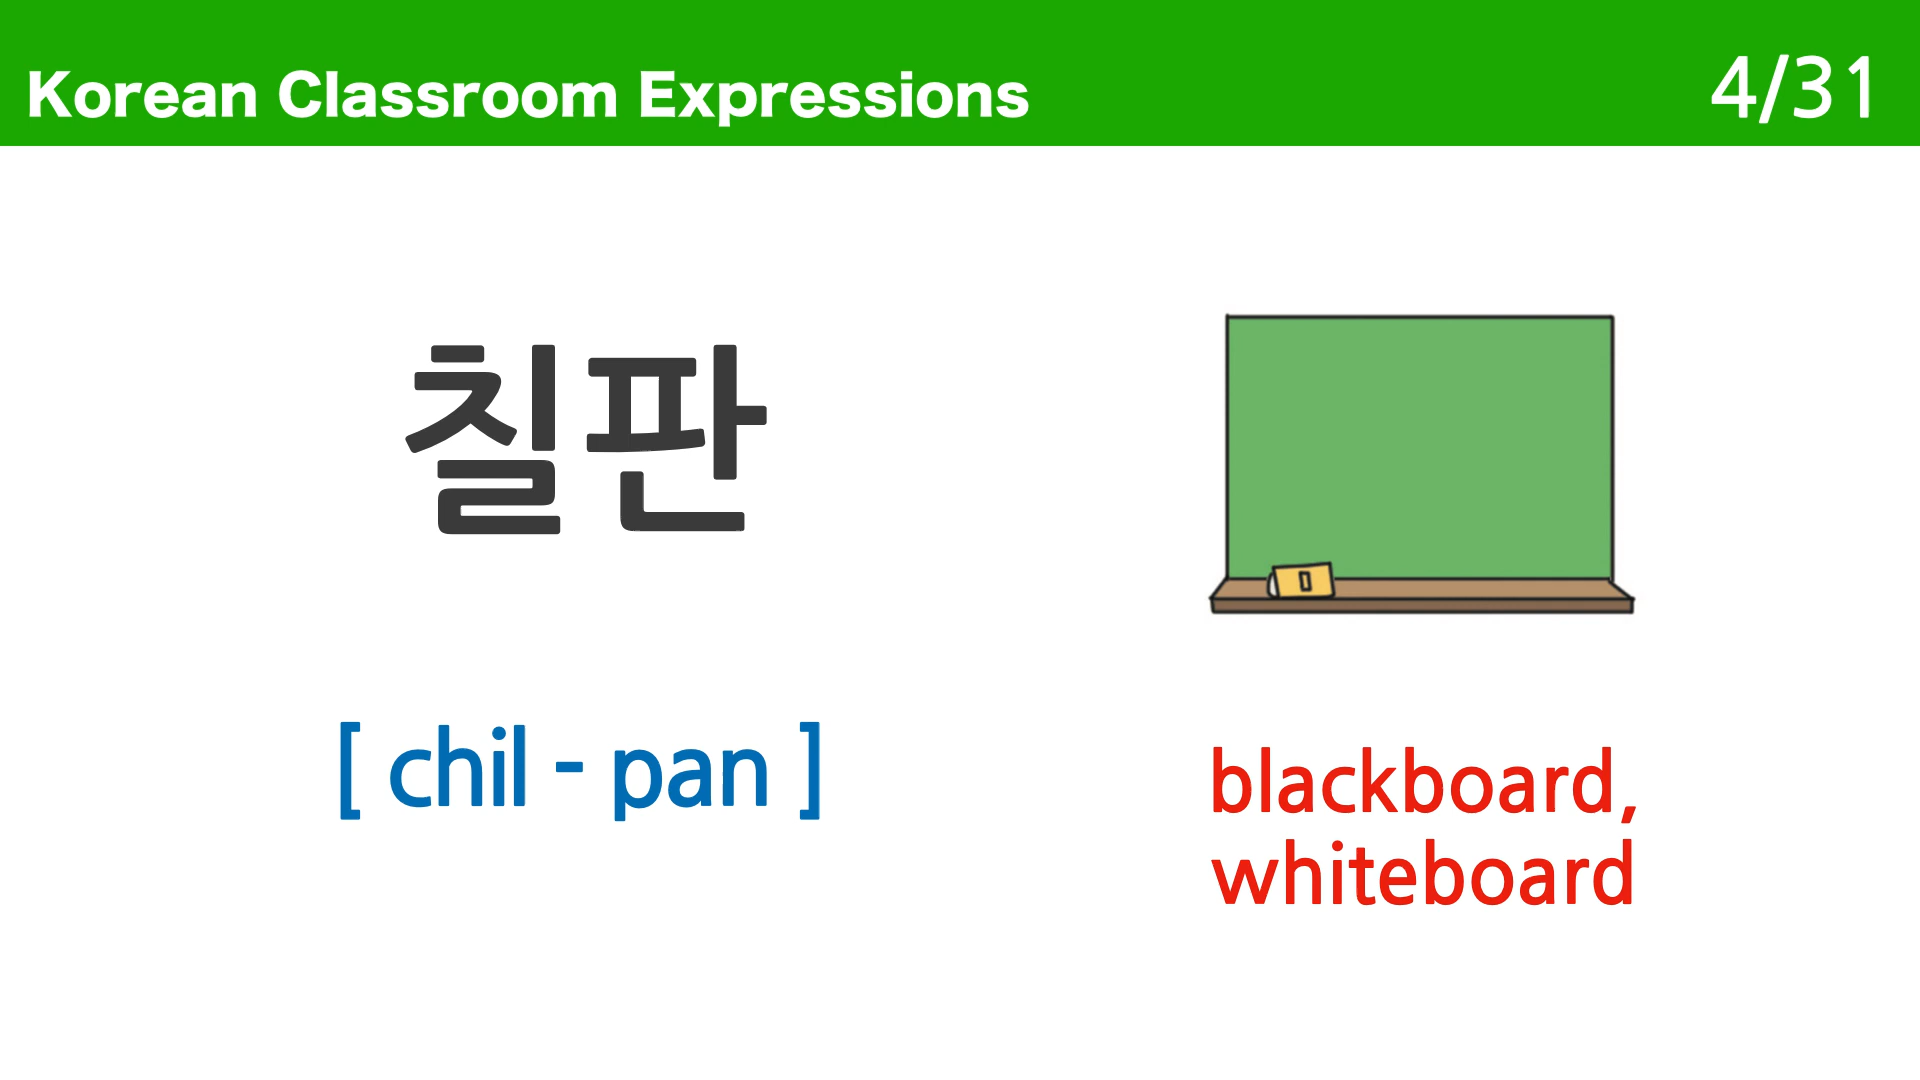 Korean Classroom Expressions
4/31
칠판
[ chil - pan ]
blackboard,
whiteboard